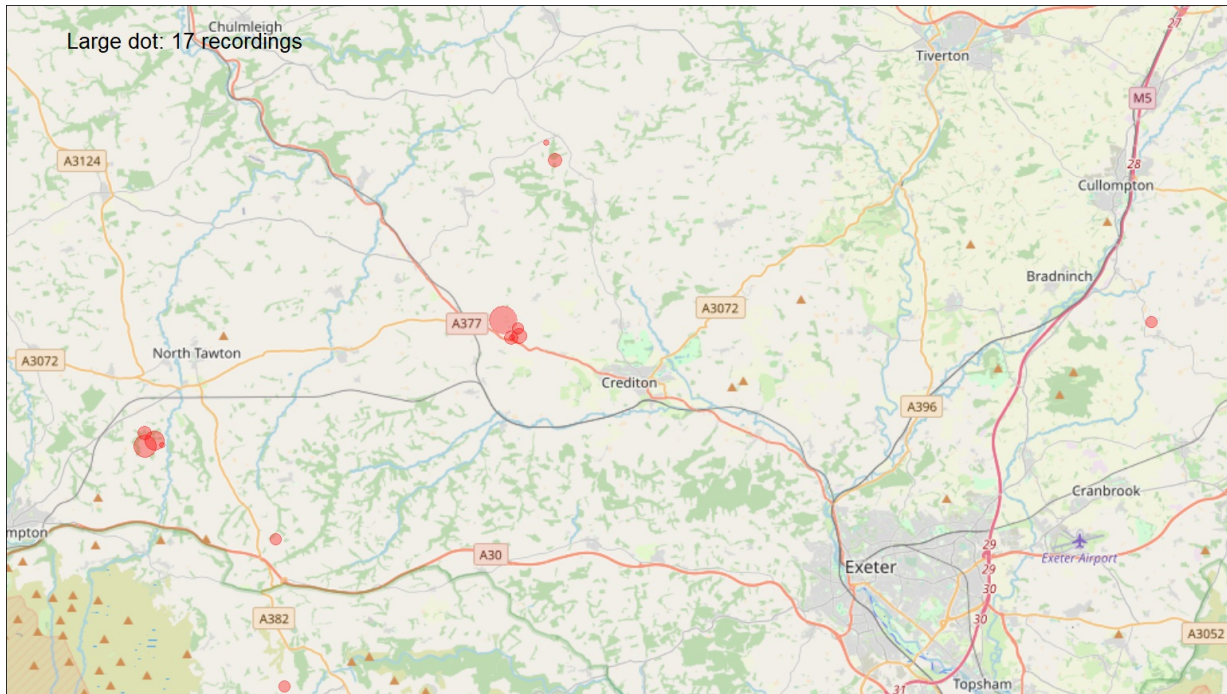 Chulmleigh
Large dot: 17 recordings
27
Tiverton
M5
A3124
28
Cullompton
Bradninch
A3072
A377
North Tawton
A3072
Crediton
A396
Cranbrook
mpton
29
A30
Exeter
Exeter Airport
29
30
30
A382
A3052
Topsham
31